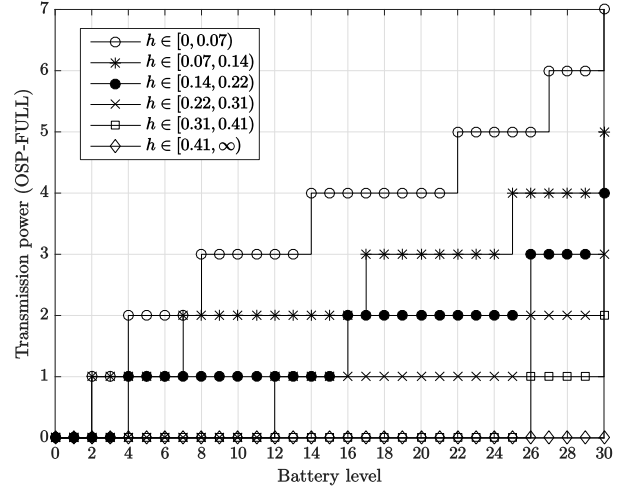 7
h ∈ [0, 0.07)
h ∈ [0.07, 0.14)
h ∈ [0.14, 0.22)
h ∈ [0.22, 0.31)
h ∈ [0.31, 0.41)
h ∈ [0.41, ∞)
6
5
4
3
2
1
0
Transmission power (OSP-FULL)
0 2 4 6 8 10 12 14 16 18 20 22 24 26 28 30
Battery level